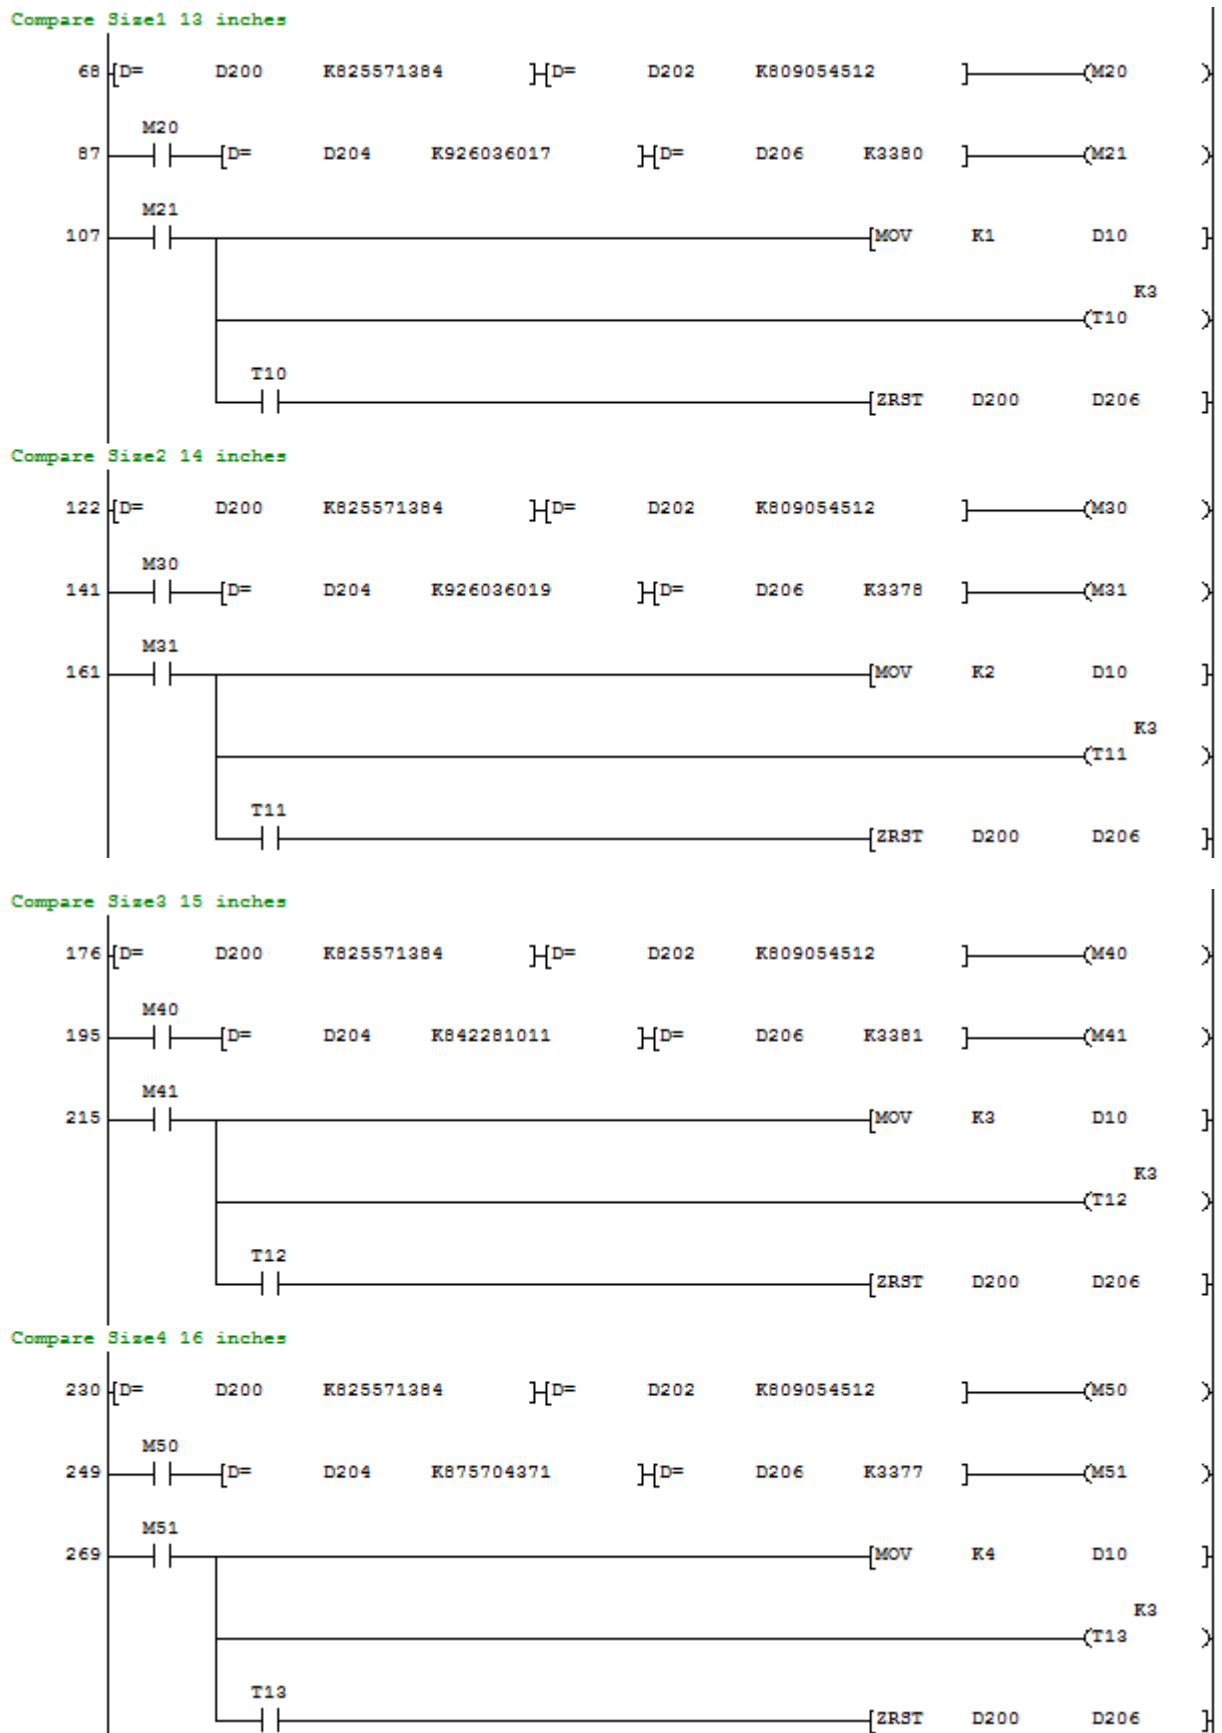 Compare Size1 13 inches
68 [D= D200 K825571384 ] [D= D202 K809054512 ] (M20 )
M20
87 [D= D204 K926036017 ] [D= D206 K3380 ] (M21 )
M21
107 [MOV K1 D10 ]
K3
(T10 )
T10
[ZRST D200 D206 ]
Compare Size2 14 inches
122 [D= D200 K825571384 ] [D= D202 K809054512 ] (M30 )
M30
141 [D= D204 K926036019 ] [D= D206 K3378 ] (M31 )
M31
161 [MOV K2 D10 ]
K3
(T11 )
T11
[ZRST D200 D206 ]
Compare Size3 15 inches
176 [D= D200 K825571384 ] [D= D202 K809054512 ] (M40 )
M40
195 [D= D204 K842281011 ] [D= D206 K3381 ] (M41 )
M41
215 [MOV K3 D10 ]
K3
(T12 )
T12
[ZRST D200 D206 ]
Compare Size4 16 inches
230 [D= D200 K825571384 ] [D= D202 K809054512 ] (M50 )
M50
249 [D= D204 K875704371 ] [D= D206 K3377 ] (M51 )
M51
269 [MOV K4 D10 ]
K3
(T13 )
T13
[ZRST D200 D206 ]